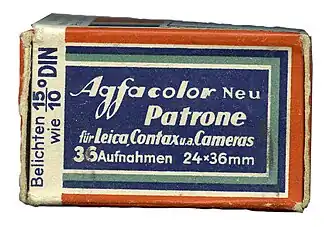 Belichten 15° DIN
wie 10°
Agfacolor Neu
Patrone
für Leica, Contax u.a. Cameras
36 Aufnahmen 24×36mm